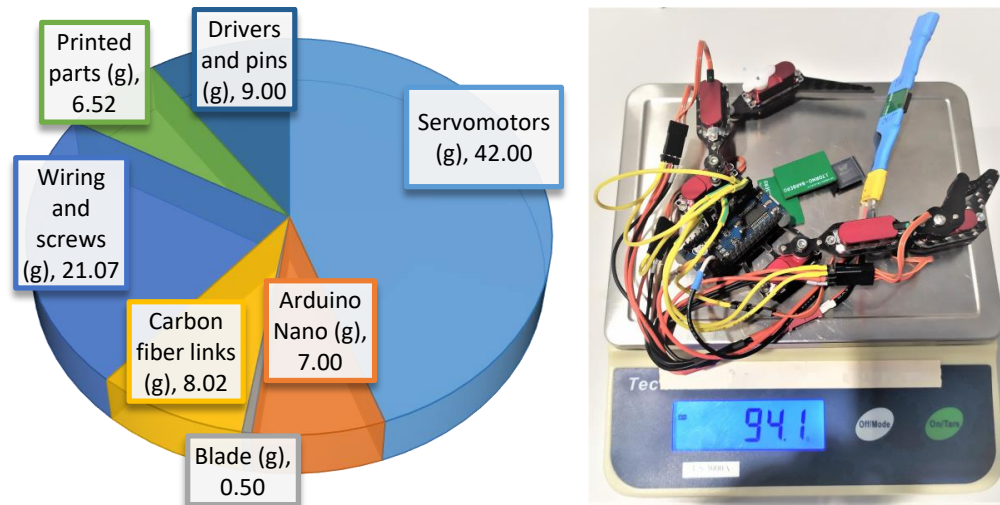 Printed
parts (g),
6.52
Drivers
and pins
(g), 9.00
Servomotors
(g), 42.00
Wiring
and
screws
(g), 21.07
Carbon
fiber links
(g), 8.02
Arduino
Nano (g),
7.00
Blade (g),
0.50
94.1
Off/Mode
On/Tare